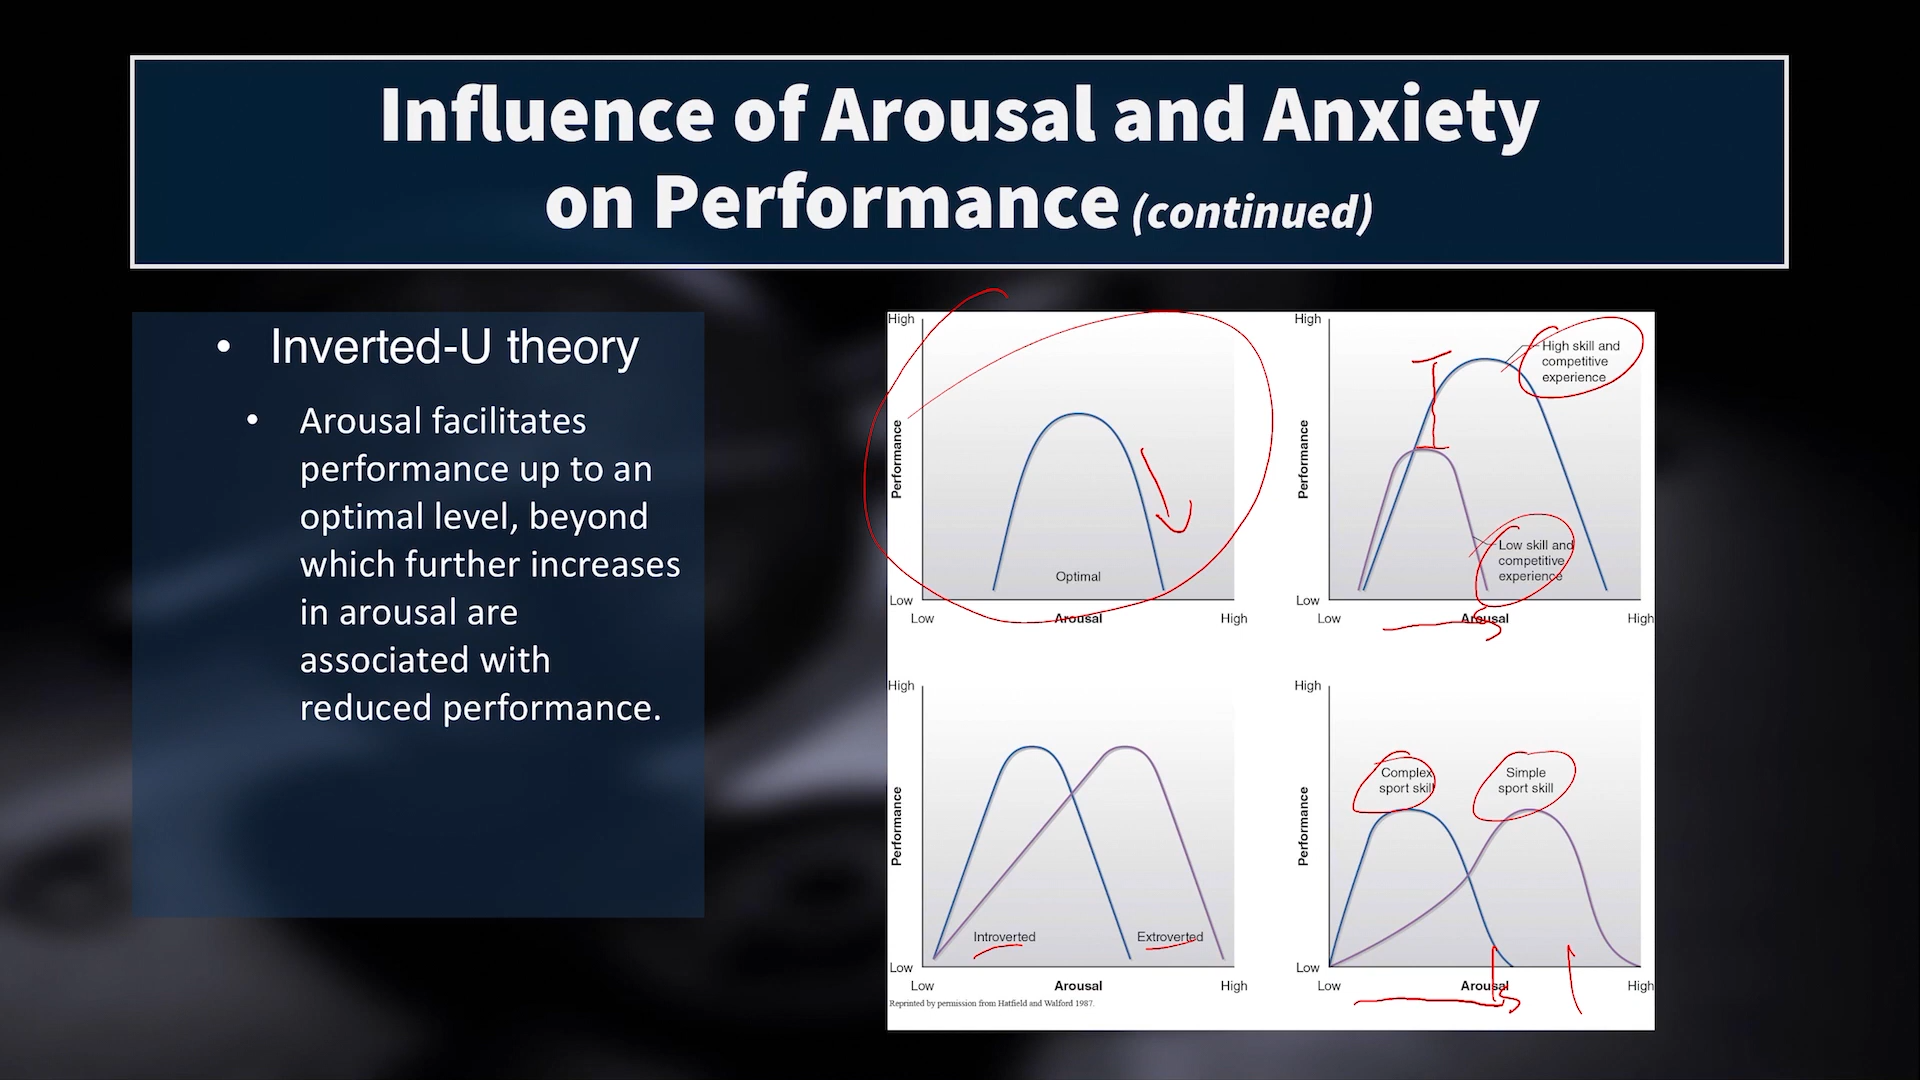 Influence of Arousal and Anxiety
on Performance (continued)
• Inverted-U theory
• Arousal facilitates
performance up to an
optimal level, beyond
which further increases
in arousal are
associated with
reduced performance.
High
Performance
Optimal
Low
Low
Arousal
High
High
High skill and
competitive
experience
Performance
Low skill and
competitive
experience
Low
Low
Arousal
High
High
Performance
Introverted
Extroverted
Low
Low
Arousal
High
Reprinted by permission from Hatfield and Walford 1987.
High
Complex
sport skill
Simple
sport skill
Performance
Low
Low
Arousal
High